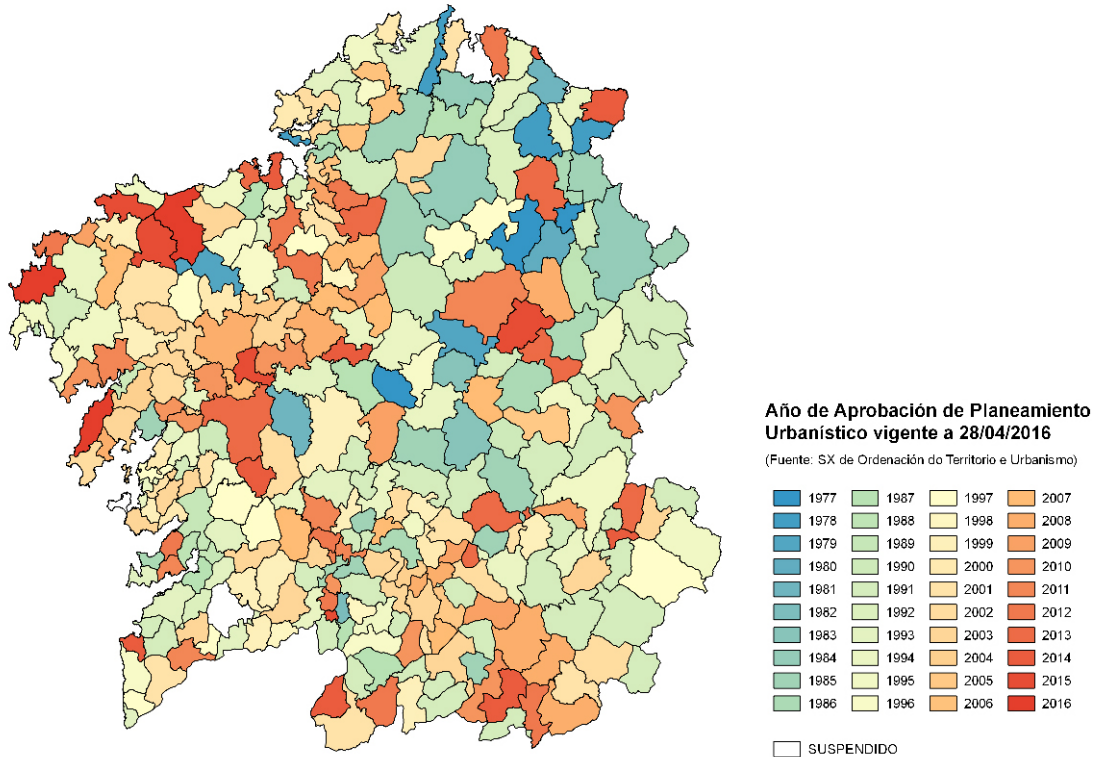 Año de Aprobación de Planeamiento
Urbanístico vigente a 28/04/2016
(Fuente: SX de Ordenación do Territorio e Urbanismo)
1977 1987 1997 2007
1978 1988 1998 2008
1979 1989 1999 2009
1980 1990 2000 2010
1981 1991 2001 2011
1982 1992 2002 2012
1983 1993 2003 2013
1984 1994 2004 2014
1985 1995 2005 2015
1986 1996 2006 2016
SUSPENDIDO